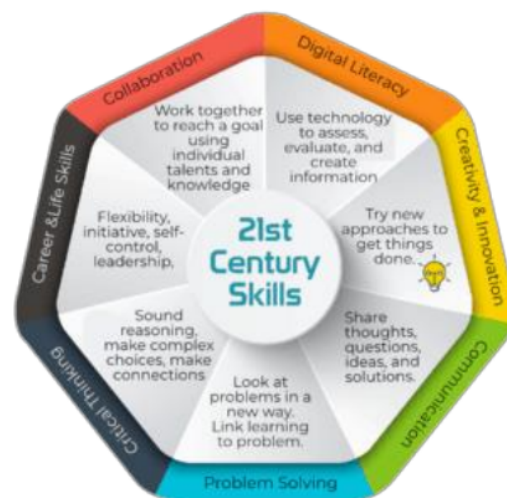 21st
Century
Skills
Collaboration
Work together
to reach a goal
using
individual
talents and
knowledge
Digital Literacy
Use technology
to assess,
evaluate, and
create
information
Creativity & Innovation
Try new
approaches to
get things
done.
Communication
Share
thoughts,
questions,
ideas, and
solutions.
Problem Solving
Look at
problems in a
new way.
Link learning
to problem.
Critical Thinking
Sound
reasoning,
make complex
choices, make
connections
Career &Life Skills
Flexibility,
initiative, self-
control,
leadership,